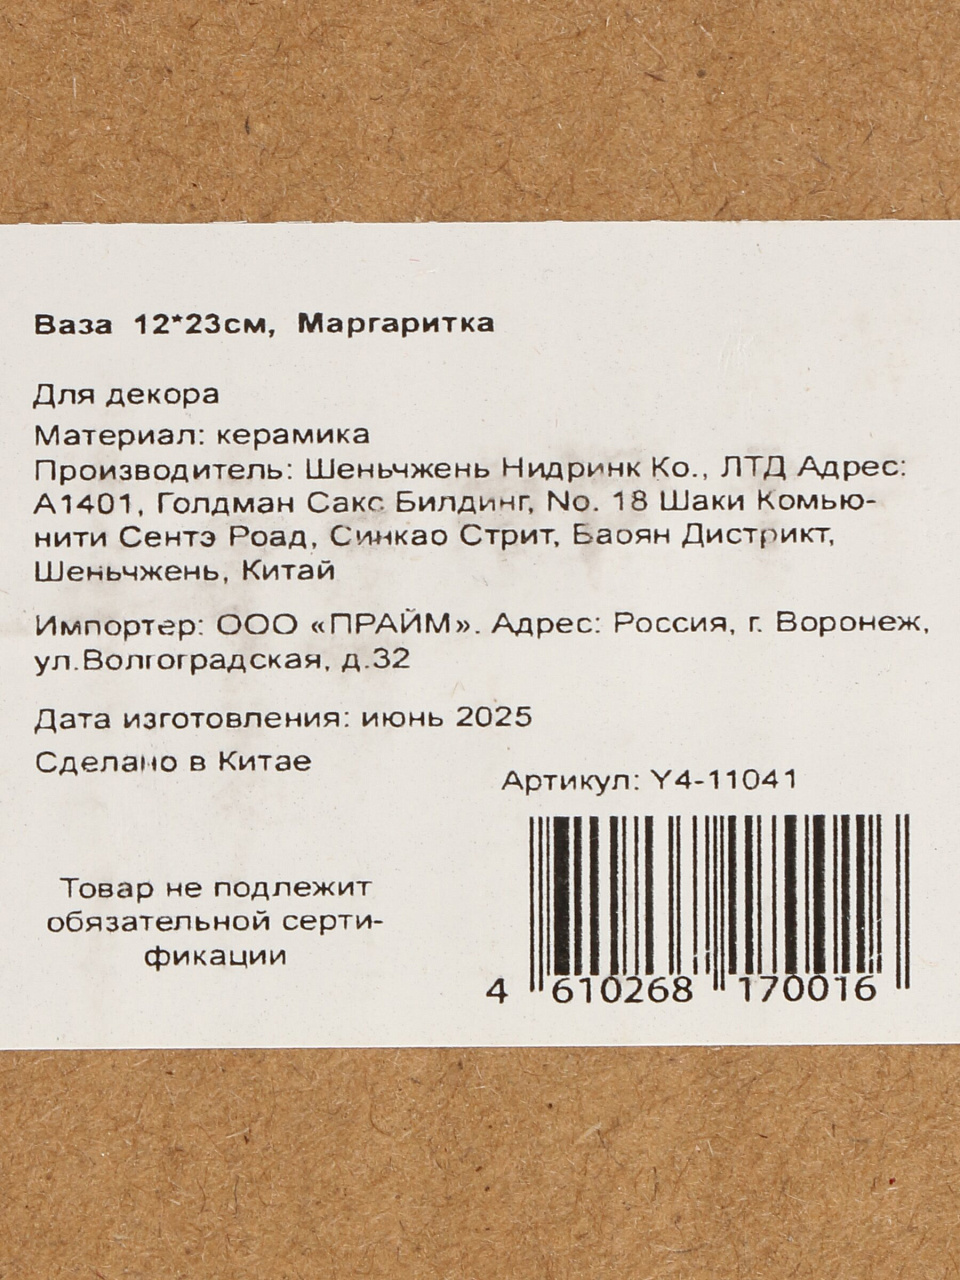 Ваза 12*23см, Маргаритка
Для декора
Материал: керамика
Производитель: Шеньчжень Нидринк Ко., ЛТД Адрес:
А1401, Голдман Сакс Билдинг, No. 18 Шаки Комью-
нити Сентэ Роад, Синкао Стрит, Баоян Дистрикт,
Шеньчжень, Китай
Импортер: ООО «ПРАЙМ». Адрес: Россия, г. Воронеж,
ул.Волгоградская, д.32
Дата изготовления: июнь 2025
Сделано в Китае
Артикул: Y4-11041
Товар не подлежит
обязательной серти-
фикации
4 610268 170016